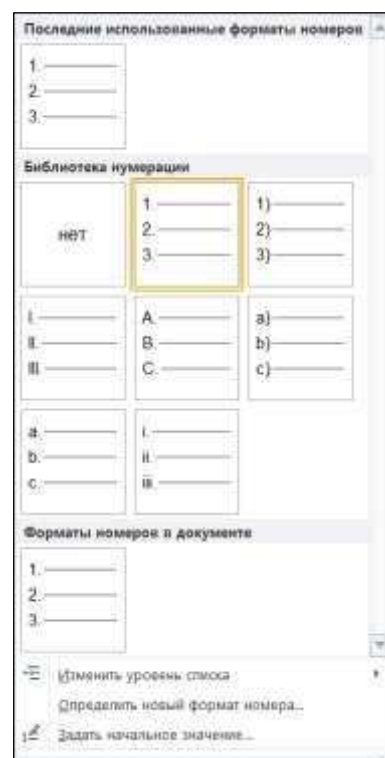 Последние использованные форматы номеров
1.
2.
3.
Библиотека нумерации
нет
1.
2.
3.
1)
2)
3)
I.
II.
III.
A.
B.
C.
a)
b)
c)
a.
b.
c.
i.
ii.
iii.
Форматы номеров в документе
1.
2.
3.
Изменить уровень списка
Определить новый формат номера...
Задать начальное значение...